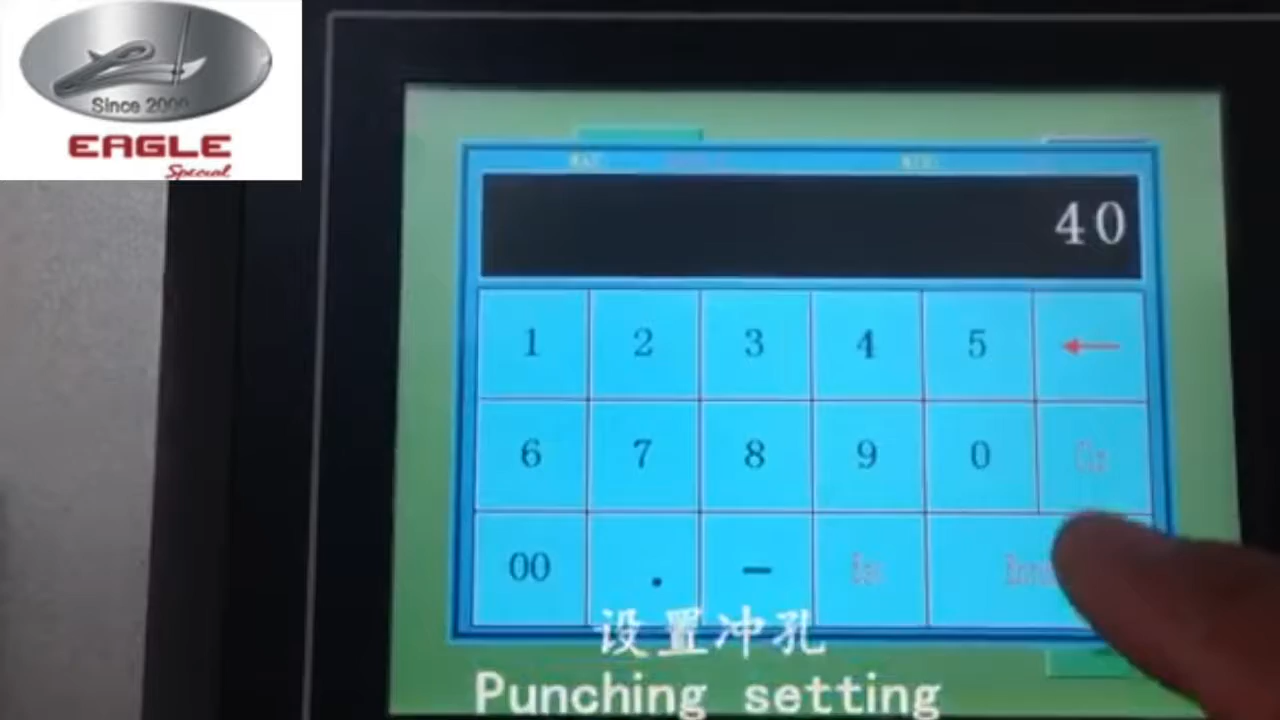 Since 2000
EAGLE
Special
40
1 2 3 4 5 ←
6 7 8 9 0
00 . - Esc
设置冲孔
Punching setting